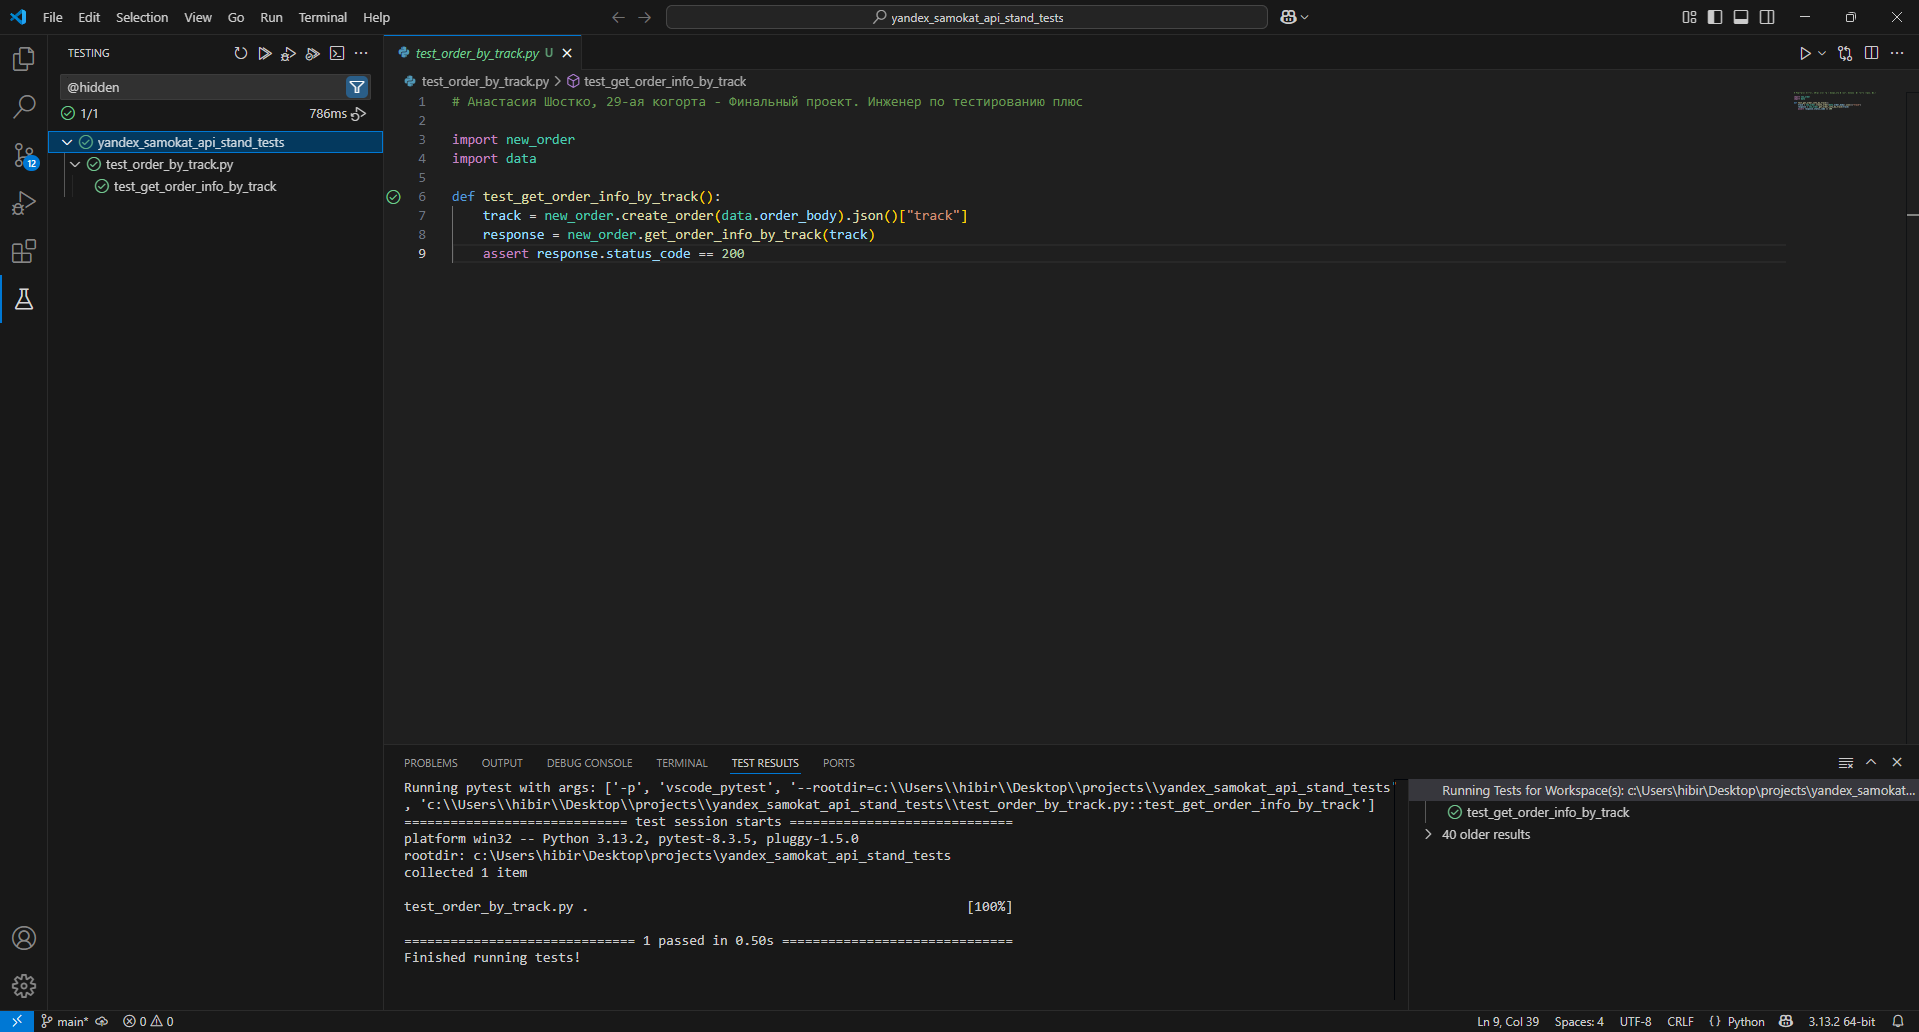 File Edit Selection View Go Run Terminal Help
yandex_samokat_api_stand_tests
TESTING
@hidden
1/1
786ms
yandex_samokat_api_stand_tests
test_order_by_track.py
test_get_order_info_by_track
12
test_order_by_track.py U
test_order_by_track.py > test_get_order_info_by_track
1 # Анастасия Шостко, 29-ая когорта - Финальный проект. Инженер по тестированию плюс
2
3 import new_order
4 import data
5
6 def test_get_order_info_by_track():
7 track = new_order.create_order(data.order_body).json()["track"]
8 response = new_order.get_order_info_by_track(track)
9 assert response.status_code == 200
PROBLEMS OUTPUT DEBUG CONSOLE TERMINAL TEST RESULTS PORTS
Running pytest with args: ['-p', 'vscode_pytest', '--rootdir=c:\\Users\\hibir\\Desktop\\projects\\yandex_samokat_api_stand_tests'
, 'c:\\Users\\hibir\\Desktop\\projects\\yandex_samokat_api_stand_tests\\test_order_by_track.py::test_get_order_info_by_track']
============================= test session starts =============================
platform win32 -- Python 3.13.2, pytest-8.3.5, pluggy-1.5.0
rootdir: c:\Users\hibir\Desktop\projects\yandex_samokat_api_stand_tests
collected 1 item
test_order_by_track.py . [100%]
============================== 1 passed in 0.50s ==============================
Finished running tests!
Running Tests for Workspace(s): c:\Users\hibir\Desktop\projects\yandex_samokat...
test_get_order_info_by_track
40 older results
main* 0 0
Ln 9, Col 39 Spaces: 4 UTF-8 CRLF {} Python 3.13.2 64-bit